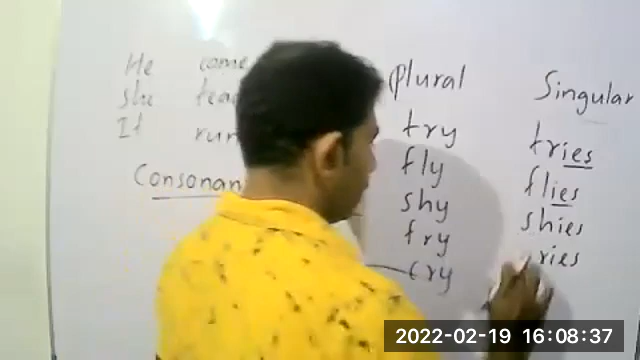 He come
She tea
It run
Consonan
Plural Singular
try tries
fly flies
shy shies
fry ries
cry
2022-02-19 16:08:37